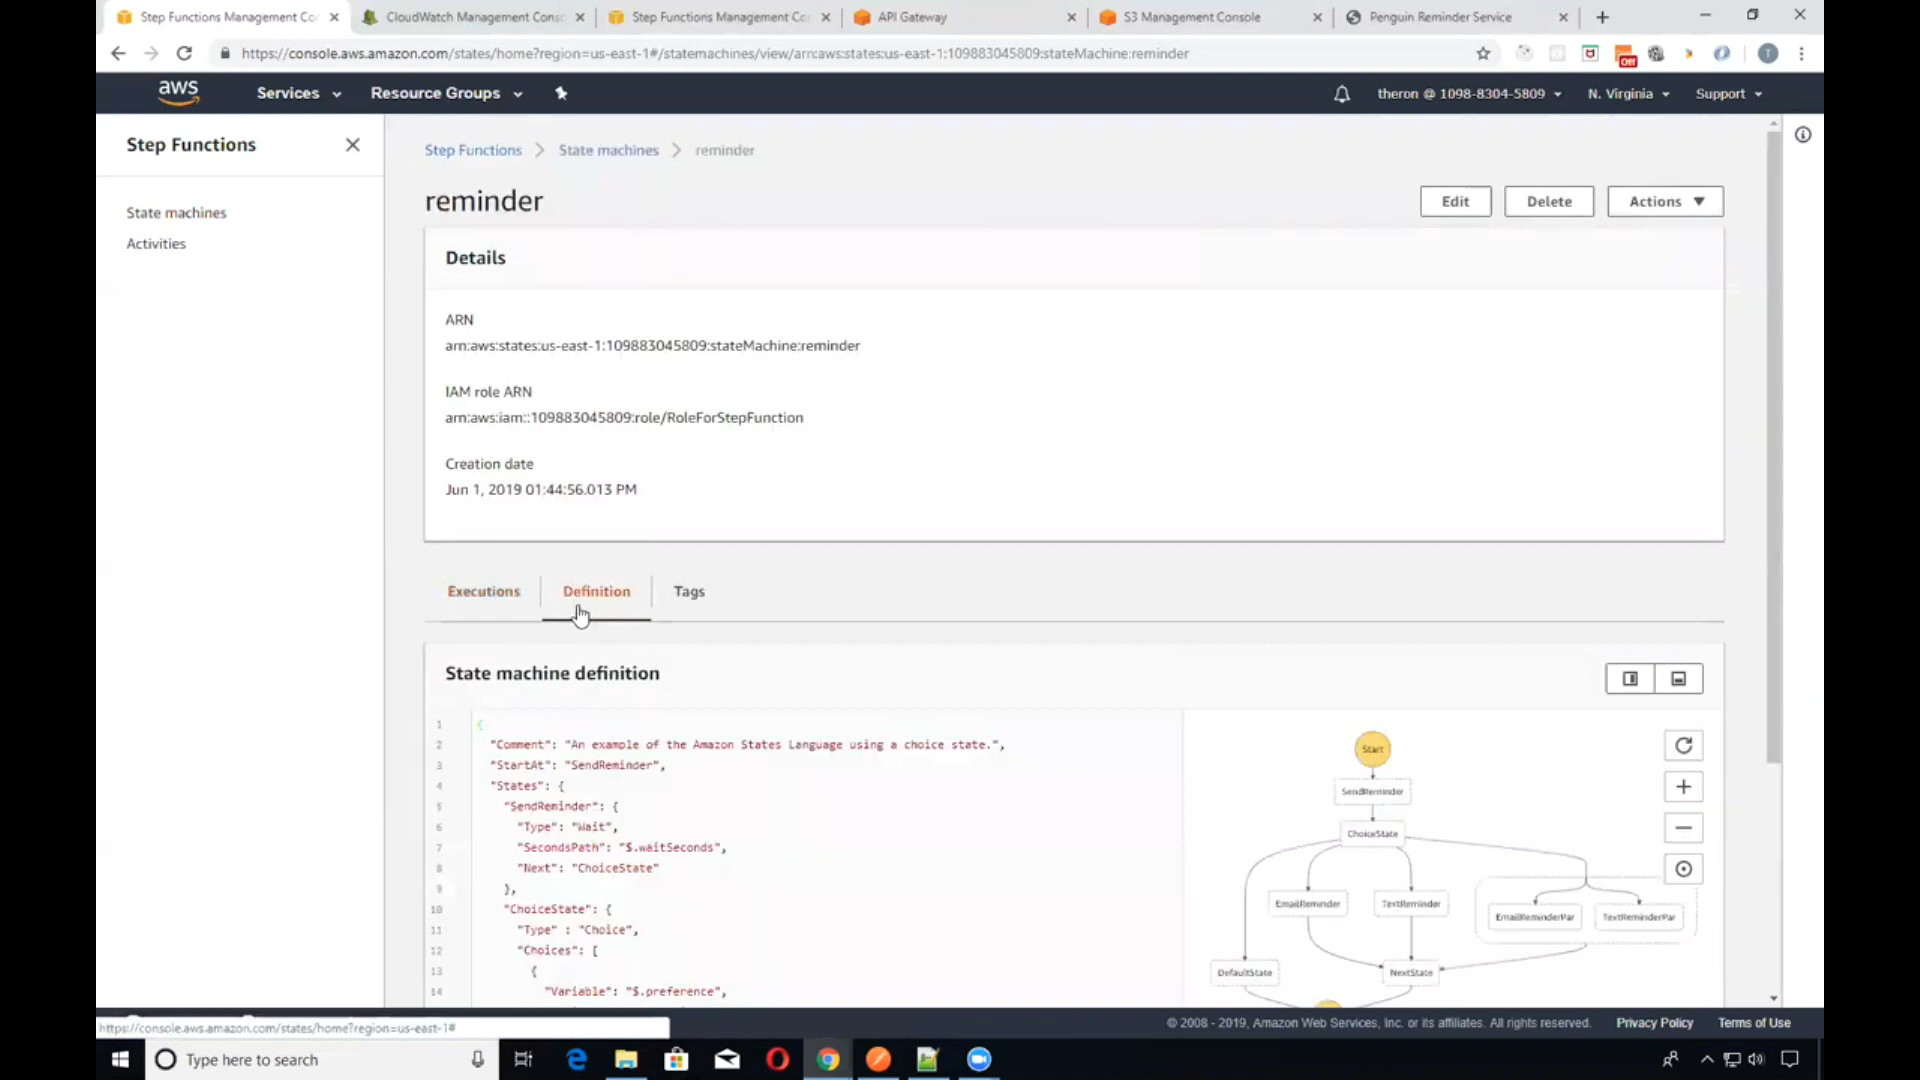 Step Functions Management Co
CloudWatch Management Conso
Step Functions Management Co
API Gateway
S3 Management Console
Penguin Reminder Service
https://console.aws.amazon.com/states/home?region=us-east-1#/statemachines/view/arn:aws:states:us-east-1:109883045809:stateMachine:reminder
Off
T
aws
Services
Resource Groups
theron @ 1098-8304-5809
N. Virginia
Support
Step Functions
State machines
Activities
Step Functions > State machines > reminder
reminder
Edit
Delete
Actions
Details
ARN
arn:aws:states:us-east-1:109883045809:stateMachine:reminder
IAM role ARN
arn:aws:iam::109883045809:role/RoleForStepFunction
Creation date
Jun 1, 2019 01:44:56.013 PM
Executions
Definition
Tags
State machine definition
1 {
2 "Comment": "An example of the Amazon States Language using a choice state.",
3 "StartAt": "SendReminder",
4 "States": {
5 "SendReminder": {
6 "Type": "Wait",
7 "SecondsPath": "$.waitSeconds",
8 "Next": "ChoiceState"
9 },
10 "ChoiceState": {
11 "Type" : "Choice",
12 "Choices": [
13 {
14 "Variable": "$.preference",
Start
SendReminder
ChoiceState
EmailReminder
TextReminder
EmailReminderPar
TextReminderPar
DefaultState
NextState
https://console.aws.amazon.com/states/home?region=us-east-1#
© 2008 - 2019, Amazon Web Services, Inc. or its affiliates. All rights reserved.
Privacy Policy
Terms of Use
Type here to search